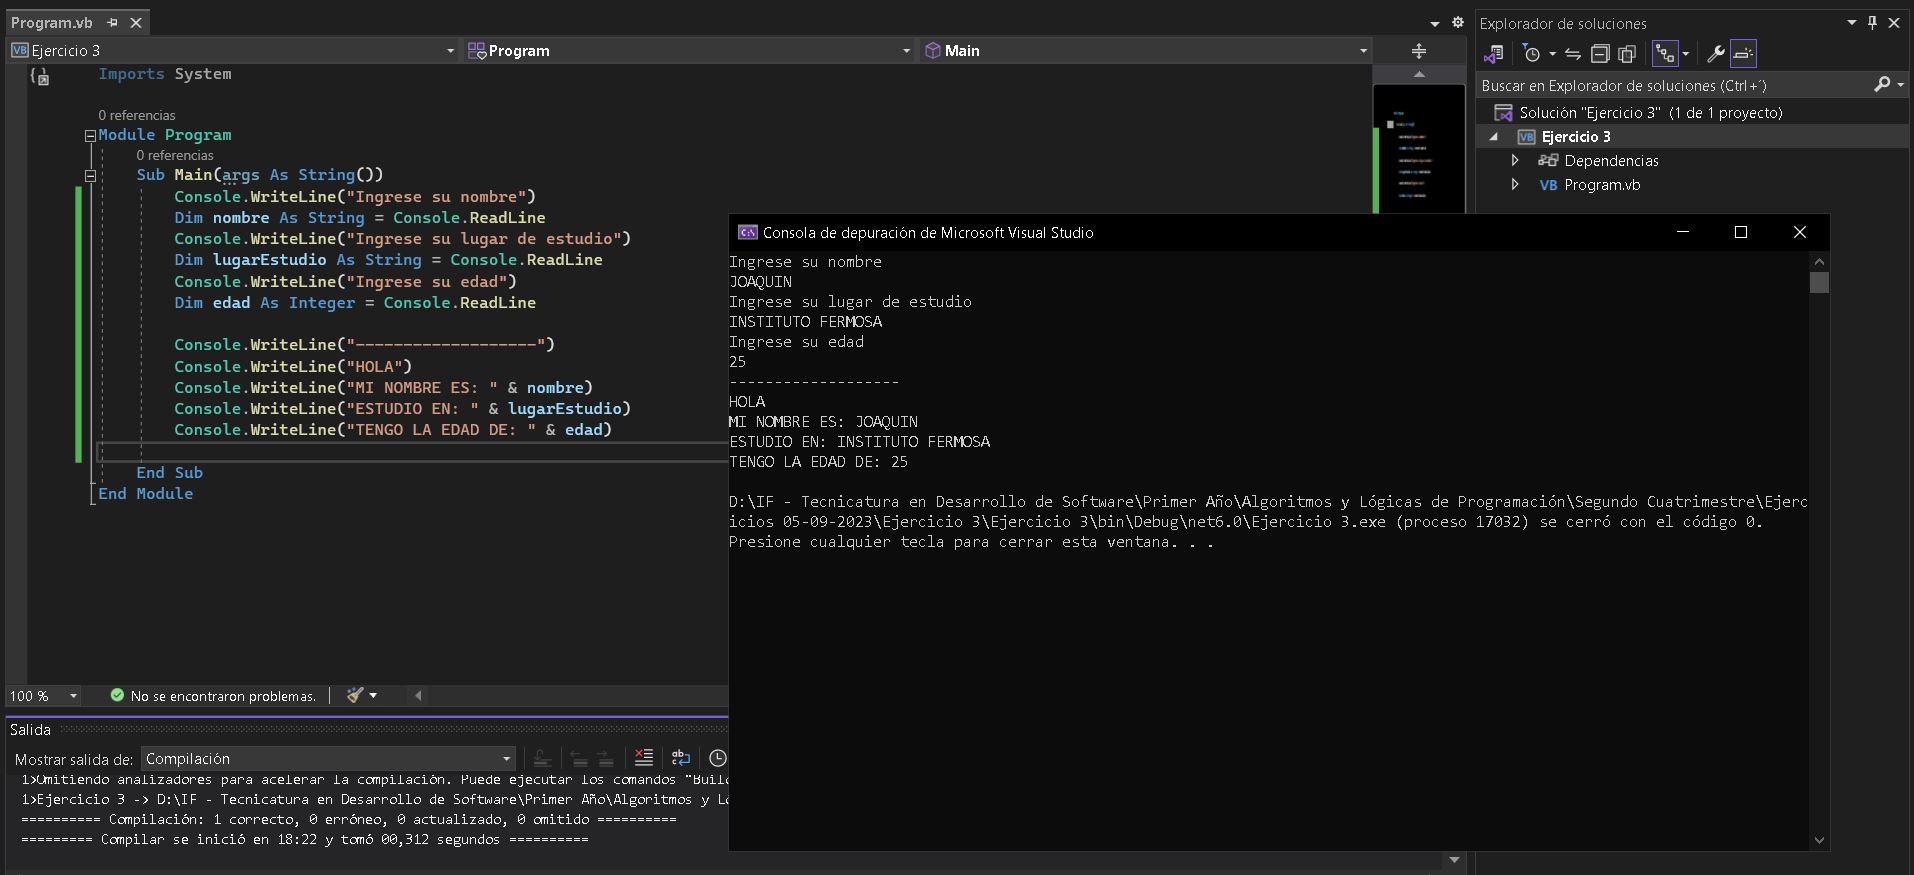 Program.vb
Ejercicio 3
Program
Main
Imports System
0 referencias
Module Program
0 referencias
Sub Main(args As String())
Console.WriteLine("Ingrese su nombre")
Dim nombre As String = Console.ReadLine
Console.WriteLine("Ingrese su lugar de estudio")
Dim lugarEstudio As String = Console.ReadLine
Console.WriteLine("Ingrese su edad")
Dim edad As Integer = Console.ReadLine
Console.WriteLine("-------------------")
Console.WriteLine("HOLA")
Console.WriteLine("MI NOMBRE ES: " & nombre)
Console.WriteLine("ESTUDIO EN: " & lugarEstudio)
Console.WriteLine("TENGO LA EDAD DE: " & edad)
End Sub
End Module
100 %
No se encontraron problemas.
Salida
Mostrar salida de: Compilación
1>Omitiendo analizadores para acelerar la compilación. Puede ejecutar los comandos "Build
1>Ejercicio 3 -> D:\IF - Tecnicatura en Desarrollo de Software\Primer Año\Algoritmos y Ló
========== Compilación: 1 correcto, 0 erróneo, 0 actualizado, 0 omitido ==========
========= Compilar se inició en 18:22 y tomó 00,312 segundos ==========
Consola de depuración de Microsoft Visual Studio
Ingrese su nombre
JOAQUIN
Ingrese su lugar de estudio
INSTITUTO FERMOSA
Ingrese su edad
25
-------------------
HOLA
MI NOMBRE ES: JOAQUIN
ESTUDIO EN: INSTITUTO FERMOSA
TENGO LA EDAD DE: 25
D:\IF - Tecnicatura en Desarrollo de Software\Primer Año\Algoritmos y Lógicas de Programación\Segundo Cuatrimestre\Ejerc
icios 05-09-2023\Ejercicio 3\Ejercicio 3\bin\Debug\net6.0\Ejercicio 3.exe (proceso 17032) se cerró con el código 0.
Presione cualquier tecla para cerrar esta ventana. . .
Explorador de soluciones
Buscar en Explorador de soluciones (Ctrl+´)
Solución "Ejercicio 3" (1 de 1 proyecto)
Ejercicio 3
Dependencias
VB Program.vb